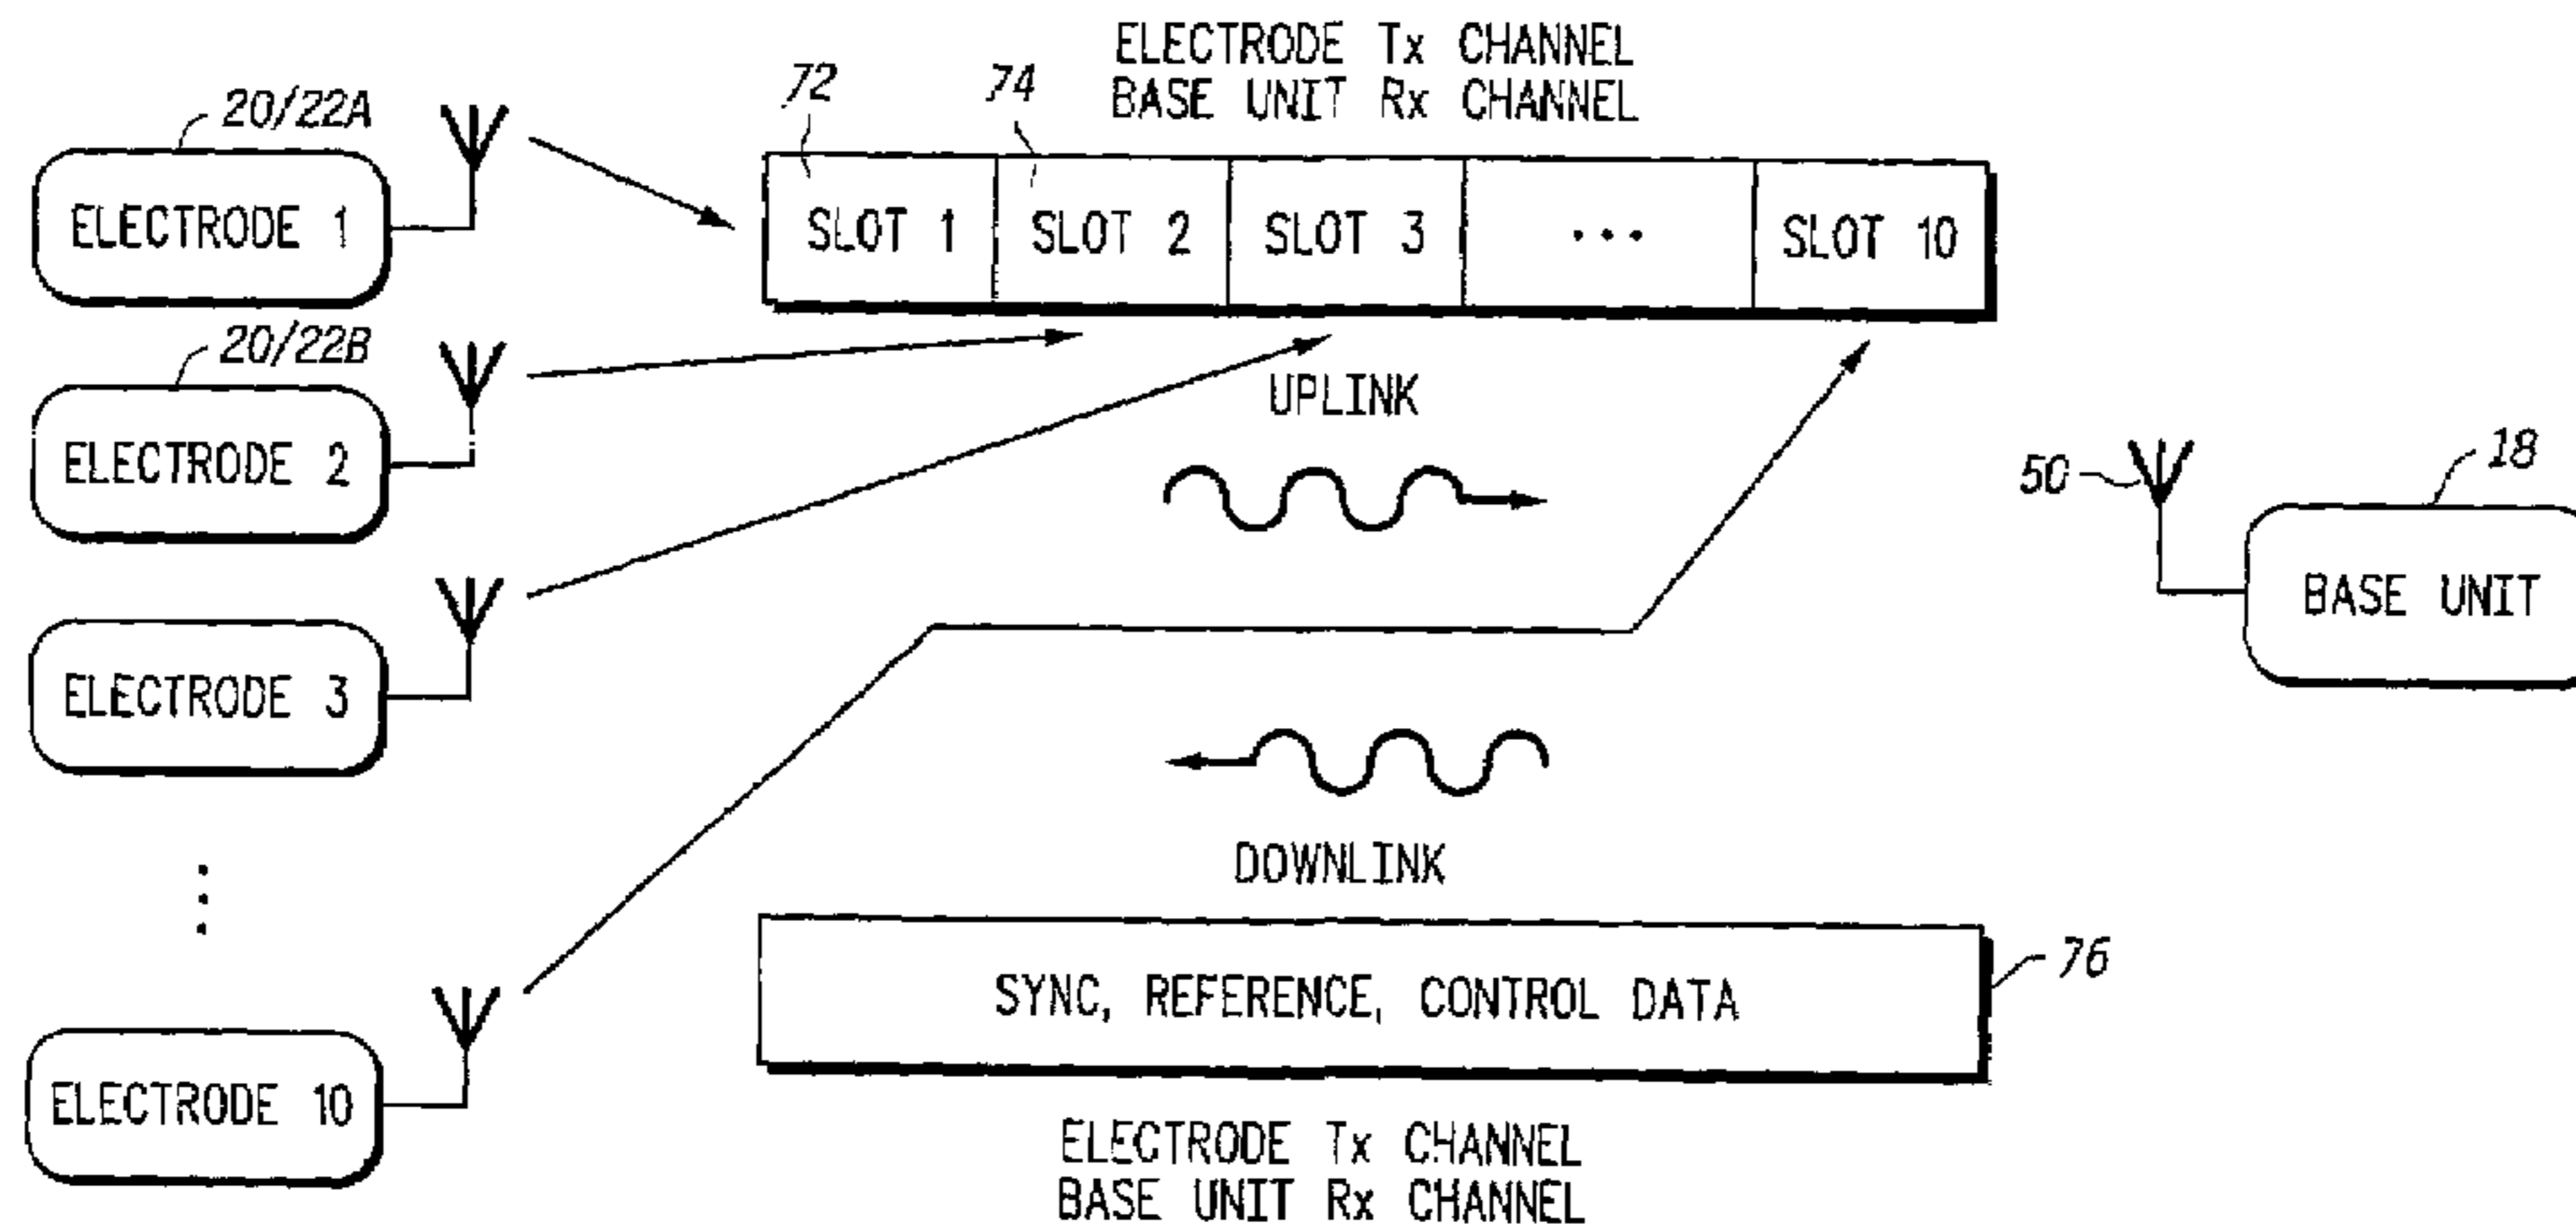 ELECTRODE Tx CHANNEL
BASE UNIT Rx CHANNEL
72
74
20/22A
ELECTRODE 1
SLOT 1
SLOT 2
SLOT 3
...
SLOT 10
20/22B
ELECTRODE 2
UPLINK
50
18
BASE UNIT
ELECTRODE 3
DOWNLINK
SYNC, REFERENCE, CONTROL DATA
76
ELECTRODE 10
ELECTRODE Tx CHANNEL
BASE UNIT Rx CHANNEL